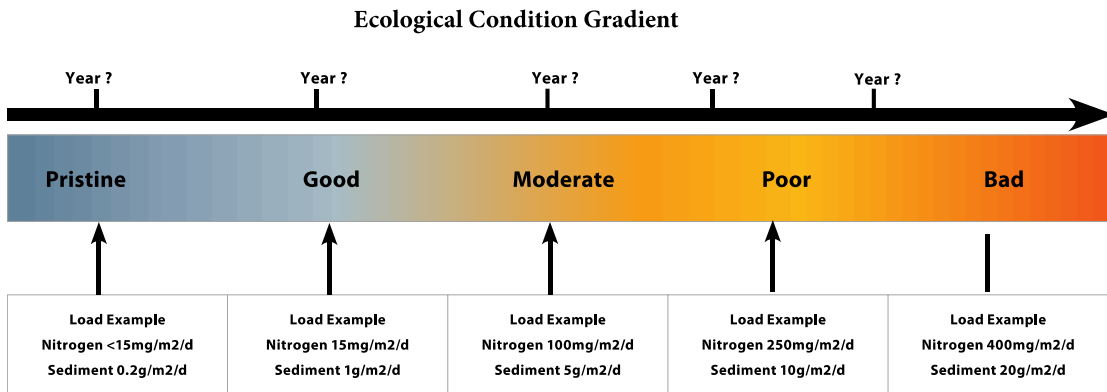 Ecological Condition Gradient
Year ? Year ? Year ? Year ? Year ?
Pristine Good Moderate Poor Bad
Load Example
Nitrogen <15mg/m2/d
Sediment 0.2g/m2/d
Load Example
Nitrogen 15mg/m2/d
Sediment 1g/m2/d
Load Example
Nitrogen 100mg/m2/d
Sediment 5g/m2/d
Load Example
Nitrogen 250mg/m2/d
Sediment 10g/m2/d
Load Example
Nitrogen 400mg/m2/d
Sediment 20g/m2/d